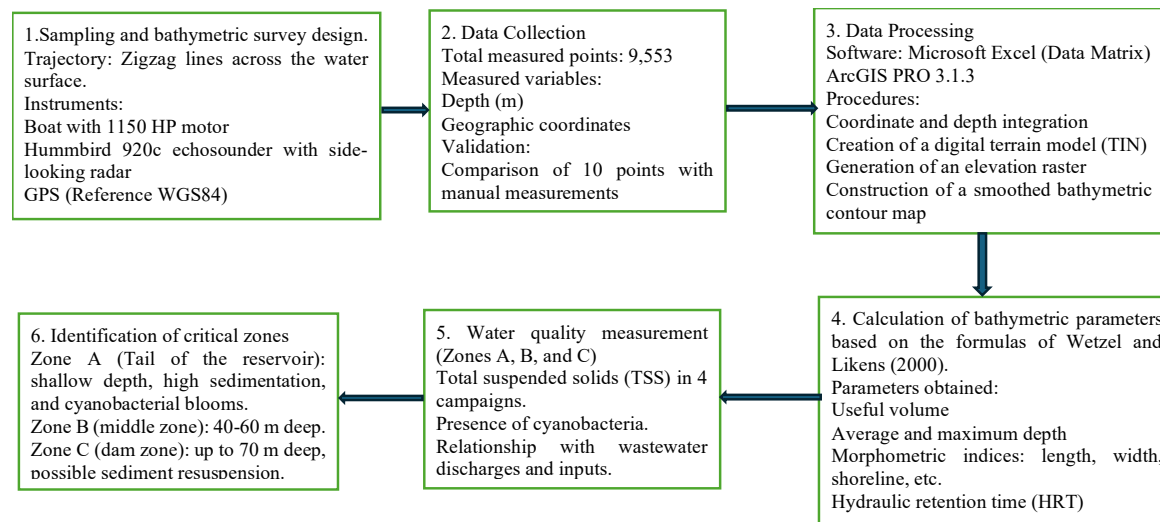 1.Sampling and bathymetric survey design.
Trajectory: Zigzag lines across the water
surface.
Instruments:
Boat with 1150 HP motor
Hummbird 920c echosounder with side-
looking radar
GPS (Reference WGS84)
2. Data Collection
Total measured points: 9,553
Measured variables:
Depth (m)
Geographic coordinates
Validation:
Comparison of 10 points with
manual measurements
3. Data Processing
Software: Microsoft Excel (Data Matrix)
ArcGIS PRO 3.1.3
Procedures:
Coordinate and depth integration
Creation of a digital terrain model (TIN)
Generation of an elevation raster
Construction of a smoothed bathymetric
contour map
4. Calculation of bathymetric parameters
based on the formulas of Wetzel and
Likens (2000).
Parameters obtained:
Useful volume
Average and maximum depth
Morphometric indices: length, width,
shoreline, etc.
Hydraulic retention time (HRT)
5. Water quality measurement
(Zones A, B, and C)
Total suspended solids (TSS) in 4
campaigns.
Presence of cyanobacteria.
Relationship with wastewater
discharges and inputs.
6. Identification of critical zones
Zone A (Tail of the reservoir):
shallow depth, high sedimentation,
and cyanobacterial blooms.
Zone B (middle zone): 40-60 m deep.
Zone C (dam zone): up to 70 m deep,
possible sediment resuspension.